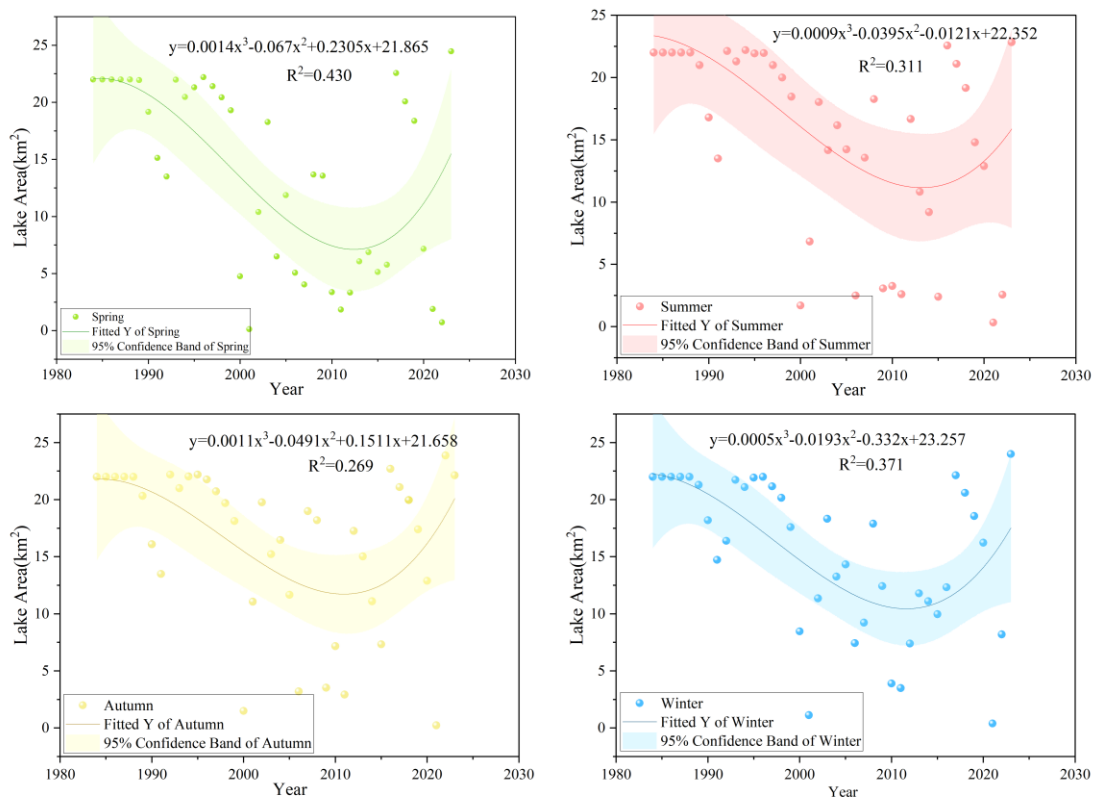 y=0.0014x³-0.067x²+0.2305x+21.865
R²=0.430
Lake Area(km²)
25
20
15
10
5
0
Spring
Fitted Y of Spring
95% Confidence Band of Spring
1980 1990 2000 2010 2020 2030
Year
y=0.0009x³-0.0395x²-0.0121x+22.352
R²=0.311
Lake Area(km²)
25
20
15
10
5
0
Summer
Fitted Y of Summer
95% Confidence Band of Summer
1980 1990 2000 2010 2020 2030
Year
y=0.0011x³-0.0491x²+0.1511x+21.658
R²=0.269
Lake Area(km²)
25
20
15
10
5
0
Autumn
Fitted Y of Autumn
95% Confidence Band of Autumn
1980 1990 2000 2010 2020 2030
Year
y=0.0005x³-0.0193x²-0.332x+23.257
R²=0.371
Lake Area(km²)
25
20
15
10
5
0
Winter
Fitted Y of Winter
95% Confidence Band of Winter
1980 1990 2000 2010 2020 2030
Year